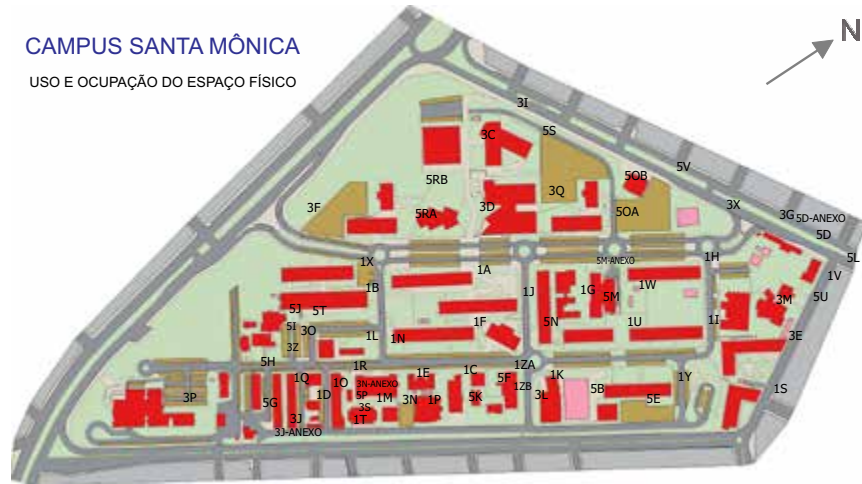 CAMPUS SANTA MÔNICA
USO E OCUPAÇÃO DO ESPAÇO FÍSICO
N
3I
3C
5S
5V
5RB
3Q
5OB
3X
3F
5RA
3D
5OA
3G
5D-ANEXO
5D
1X
1A
5M-ANEXO
1H
5L
1V
1B
1J
1G
5M
1W
5U
3M
5J
5T
5I
3O
3Z
1L
1N
1F
5N
1U
1I
3E
5H
1R
1ZA
1Q
1O
3N-ANEXO
1E
1C
5F
1K
1Y
3P
5G
1D
5P
1M
3N
1P
5K
1ZB
3L
5B
5E
1S
3J
3S
1T
3J-ANEXO